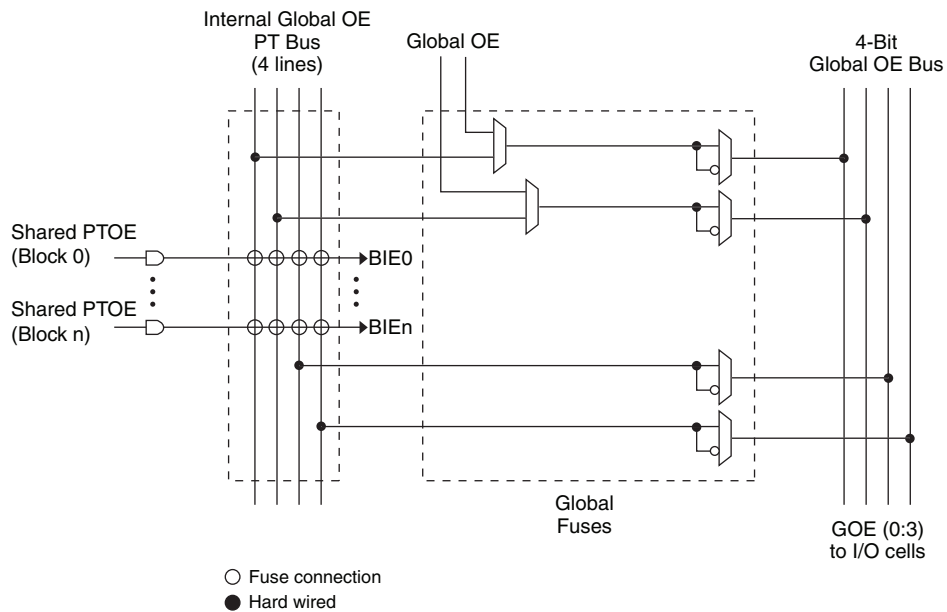 Internal Global OE
PT Bus
(4 lines)
Global OE
4-Bit
Global OE Bus
Shared PTOE
(Block 0)
BIE0
Shared PTOE
(Block n)
BIEn
Global
Fuses
GOE (0:3)
to I/O cells
Fuse connection
Hard wired